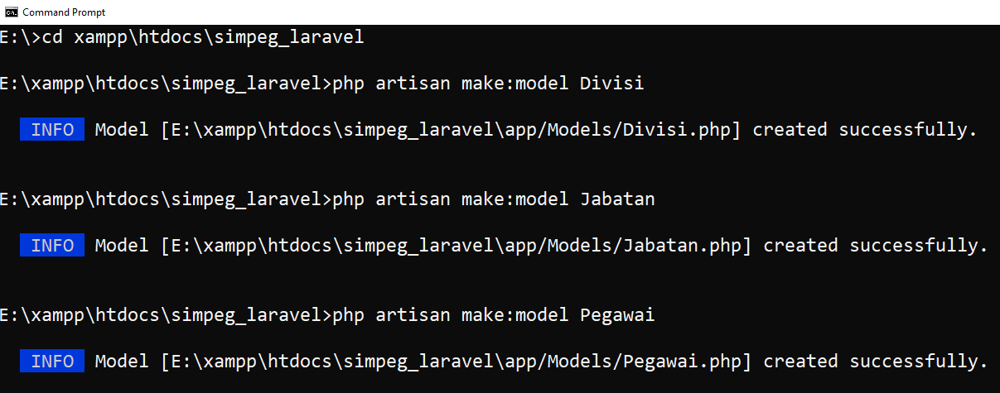 Command Prompt
E:\>cd xampp\htdocs\simpeg_laravel
E:\xampp\htdocs\simpeg_laravel>php artisan make:model Divisi
INFO Model [E:\xampp\htdocs\simpeg_laravel\app/Models/Divisi.php] created successfully.
E:\xampp\htdocs\simpeg_laravel>php artisan make:model Jabatan
INFO Model [E:\xampp\htdocs\simpeg_laravel\app/Models/Jabatan.php] created successfully.
E:\xampp\htdocs\simpeg_laravel>php artisan make:model Pegawai
INFO Model [E:\xampp\htdocs\simpeg_laravel\app/Models/Pegawai.php] created successfully.